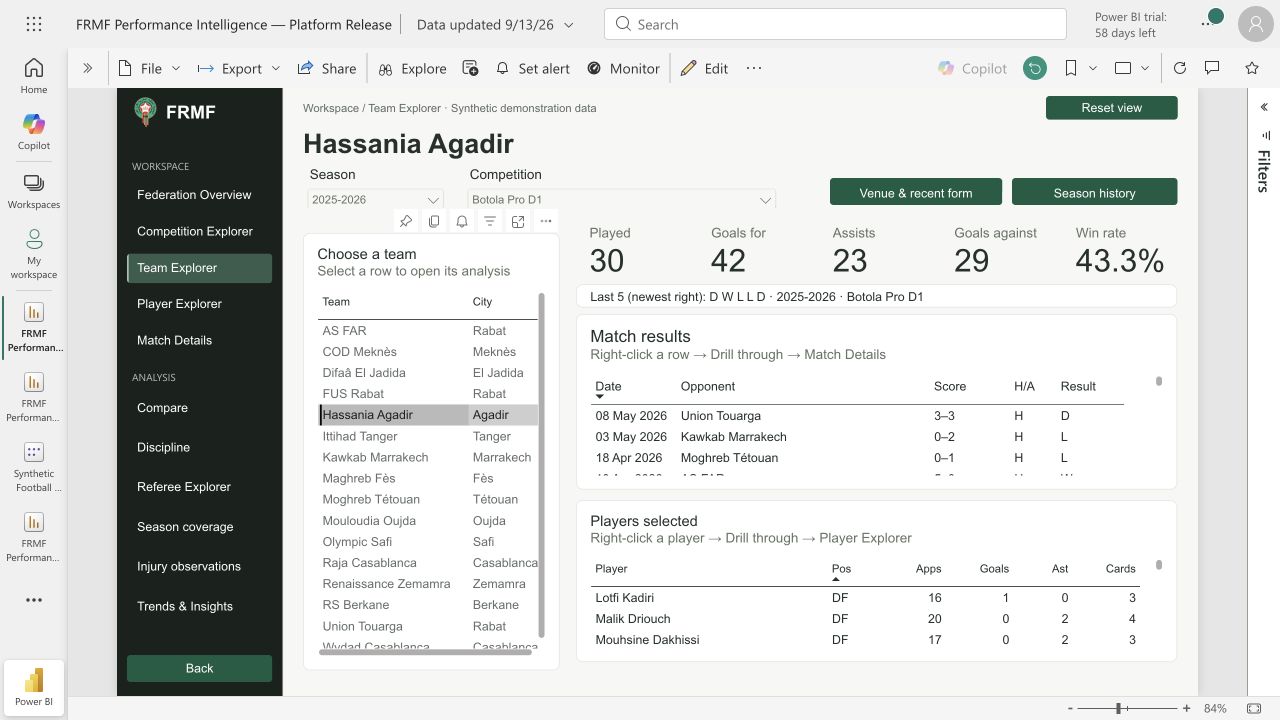 FRMF Performance Intelligence — Platform Release
Data updated 9/13/26
Search
Power BI trial:
58 days left
File
Export
Share
Explore
Set alert
Monitor
Edit
Copilot
Home
Copilot
Workspaces
My
workspace
FRMF
Performan...
FRMF
Performan...
Synthetic
Football ...
FRMF
Performan...
Power BI
FRMF
WORKSPACE
Federation Overview
Competition Explorer
Team Explorer
Player Explorer
Match Details
ANALYSIS
Compare
Discipline
Referee Explorer
Season coverage
Injury observations
Trends & Insights
Back
Workspace / Team Explorer · Synthetic demonstration data
Reset view
Hassania Agadir
Season
Competition
2025-2026
Botola Pro D1
Venue & recent form
Season history
Choose a team
Select a row to open its analysis
Team City
AS FAR Rabat
COD Meknès Meknès
Difaâ El Jadida El Jadida
FUS Rabat Rabat
Hassania Agadir Agadir
Ittihad Tanger Tanger
Kawkab Marrakech Marrakech
Maghreb Fès Fès
Moghreb Tétouan Tétouan
Mouloudia Oujda Oujda
Olympic Safi Safi
Raja Casablanca Casablanca
Renaissance Zemamra Zemamra
RS Berkane Berkane
Union Touarga Rabat
Wydad Casablanca Casablanca
Played Goals for Assists Goals against Win rate
30 42 23 29 43.3%
Last 5 (newest right): D W L L D · 2025-2026 · Botola Pro D1
Match results
Right-click a row → Drill through → Match Details
Date Opponent Score H/A Result
08 May 2026 Union Touarga 3–3 H D
03 May 2026 Kawkab Marrakech 0–2 H L
18 Apr 2026 Moghreb Tétouan 0–1 H L
Players selected
Right-click a player → Drill through → Player Explorer
Player Pos Apps Goals Ast Cards
Lotfi Kadiri DF 16 1 0 3
Malik Driouch DF 20 0 2 4
Mouhsine Dakhissi DF 17 0 2 3
Filters
84%